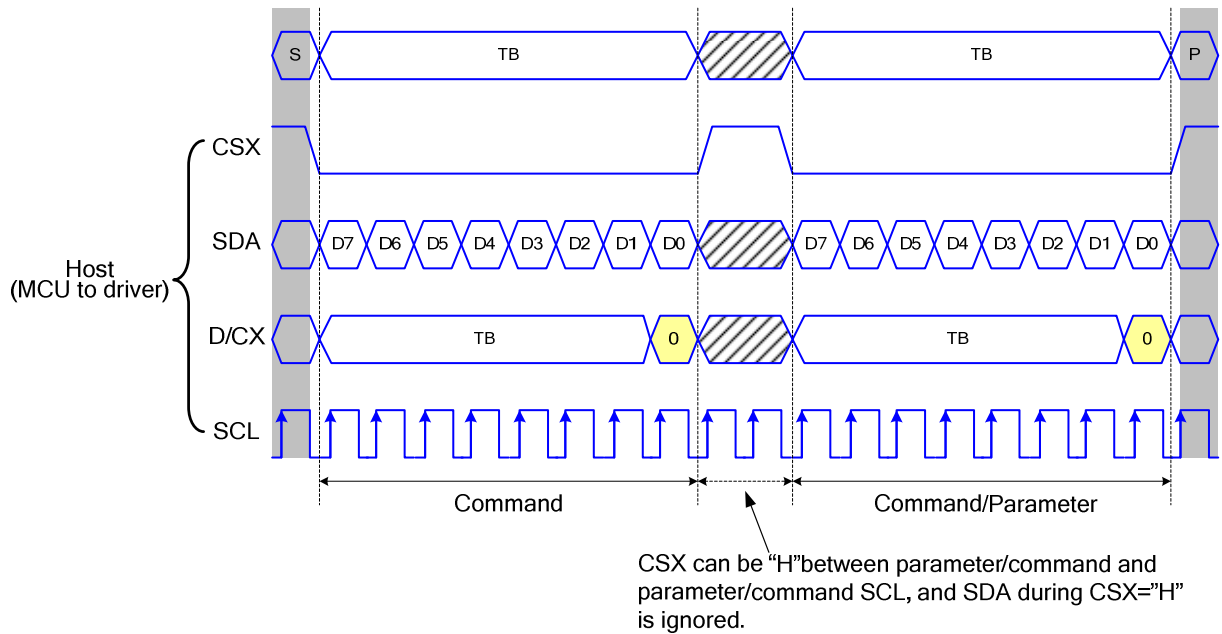 S TB TB P
CSX
SDA D7 D6 D5 D4 D3 D2 D1 D0 D7 D6 D5 D4 D3 D2 D1 D0
Host
(MCU to driver)
D/CX TB 0 TB 0
SCL
Command Command/Parameter
CSX can be “H”between parameter/command and
parameter/command SCL, and SDA during CSX=”H”
is ignored.